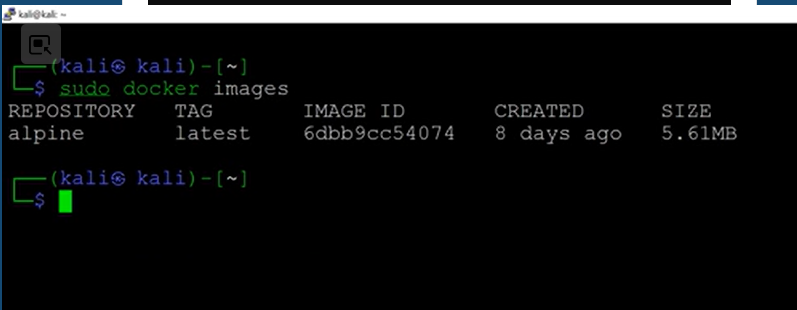 kali@kali: ~
┌──(kali㉿kali)-[~]
└─$ sudo docker images
REPOSITORY   TAG       IMAGE ID       CREATED      SIZE
alpine       latest    6dbb9cc54074   8 days ago   5.61MB
┌──(kali㉿kali)-[~]
└─$